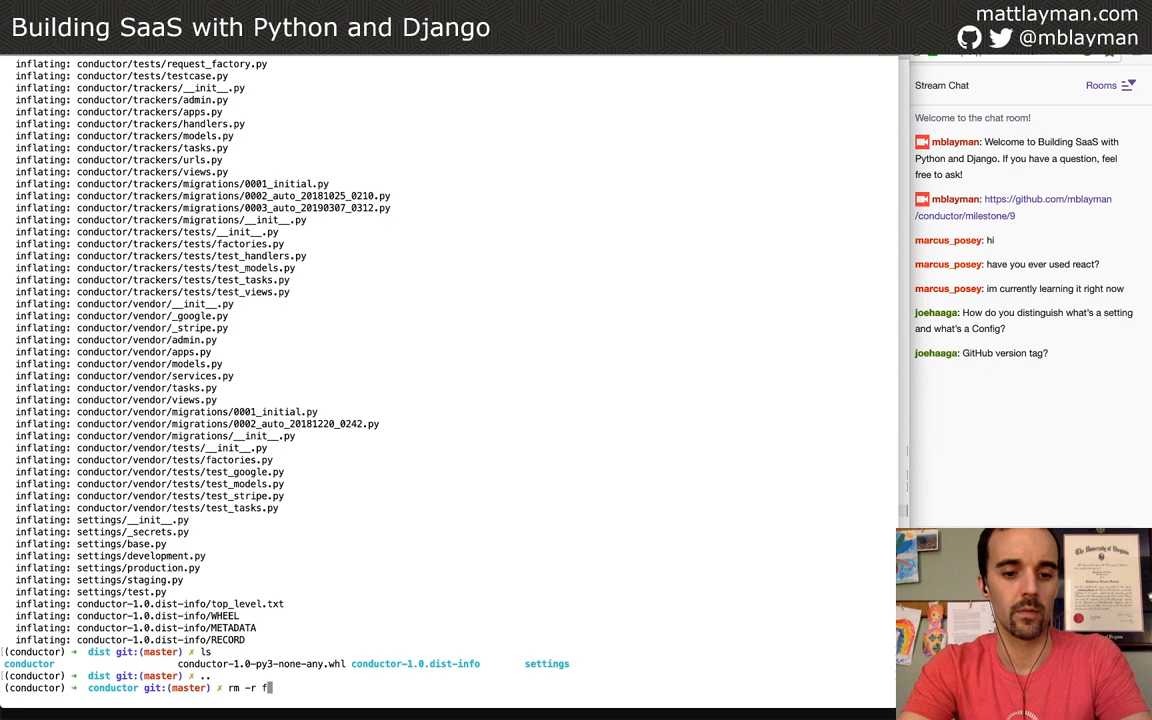 Building SaaS with Python and Django
mattlayman.com
@mblayman
inflating: conductor/tests/request_factory.py
inflating: conductor/tests/testcase.py
inflating: conductor/trackers/__init__.py
inflating: conductor/trackers/admin.py
inflating: conductor/trackers/apps.py
inflating: conductor/trackers/handlers.py
inflating: conductor/trackers/models.py
inflating: conductor/trackers/tasks.py
inflating: conductor/trackers/urls.py
inflating: conductor/trackers/views.py
inflating: conductor/trackers/migrations/0001_initial.py
inflating: conductor/trackers/migrations/0002_auto_20181025_0210.py
inflating: conductor/trackers/migrations/0003_auto_20190307_0312.py
inflating: conductor/trackers/migrations/__init__.py
inflating: conductor/trackers/tests/__init__.py
inflating: conductor/trackers/tests/factories.py
inflating: conductor/trackers/tests/test_handlers.py
inflating: conductor/trackers/tests/test_models.py
inflating: conductor/trackers/tests/test_tasks.py
inflating: conductor/trackers/tests/test_views.py
inflating: conductor/vendor/__init__.py
inflating: conductor/vendor/_google.py
inflating: conductor/vendor/_stripe.py
inflating: conductor/vendor/admin.py
inflating: conductor/vendor/apps.py
inflating: conductor/vendor/models.py
inflating: conductor/vendor/services.py
inflating: conductor/vendor/tasks.py
inflating: conductor/vendor/views.py
inflating: conductor/vendor/migrations/0001_initial.py
inflating: conductor/vendor/migrations/0002_auto_20181220_0242.py
inflating: conductor/vendor/migrations/__init__.py
inflating: conductor/vendor/tests/__init__.py
inflating: conductor/vendor/tests/factories.py
inflating: conductor/vendor/tests/test_google.py
inflating: conductor/vendor/tests/test_models.py
inflating: conductor/vendor/tests/test_stripe.py
inflating: conductor/vendor/tests/test_tasks.py
inflating: settings/__init__.py
inflating: settings/_secrets.py
inflating: settings/base.py
inflating: settings/development.py
inflating: settings/production.py
inflating: settings/staging.py
inflating: settings/test.py
inflating: conductor-1.0.dist-info/top_level.txt
inflating: conductor-1.0.dist-info/WHEEL
inflating: conductor-1.0.dist-info/METADATA
inflating: conductor-1.0.dist-info/RECORD
[(conductor) ➜ dist git:(master) ✗ ls
conductor conductor-1.0-py3-none-any.whl conductor-1.0.dist-info settings
[(conductor) ➜ dist git:(master) ✗ ..
(conductor) ➜ conductor git:(master) ✗ rm -r f
Stream Chat
Rooms
Welcome to the chat room!
mblayman: Welcome to Building SaaS with
Python and Django. If you have a question, feel
free to ask!
mblayman: https://github.com/mblayman
/conductor/milestone/9
marcus_posey: hi
marcus_posey: have you ever used react?
marcus_posey: im currently learning it right now
joehaaga: How do you distinguish what's a setting
and what's a Config?
joehaaga: GitHub version tag?